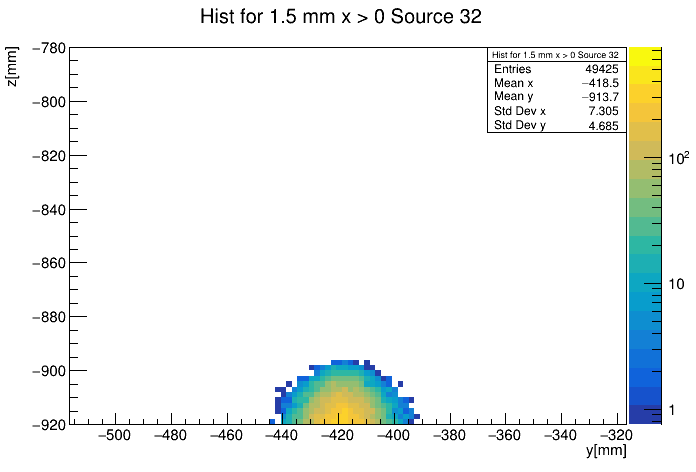 Hist for 1.5 mm x > 0 Source 32
z[mm]
−780
−800
−820
−840
−860
−880
−900
−920
Hist for 1.5 mm x > 0 Source 32
Entries 49425
Mean x −418.5
Mean y −913.7
Std Dev x 7.305
Std Dev y 4.685
10²
10
1
−500 −480 −460 −440 −420 −400 −380 −360 −340 −320
y[mm]